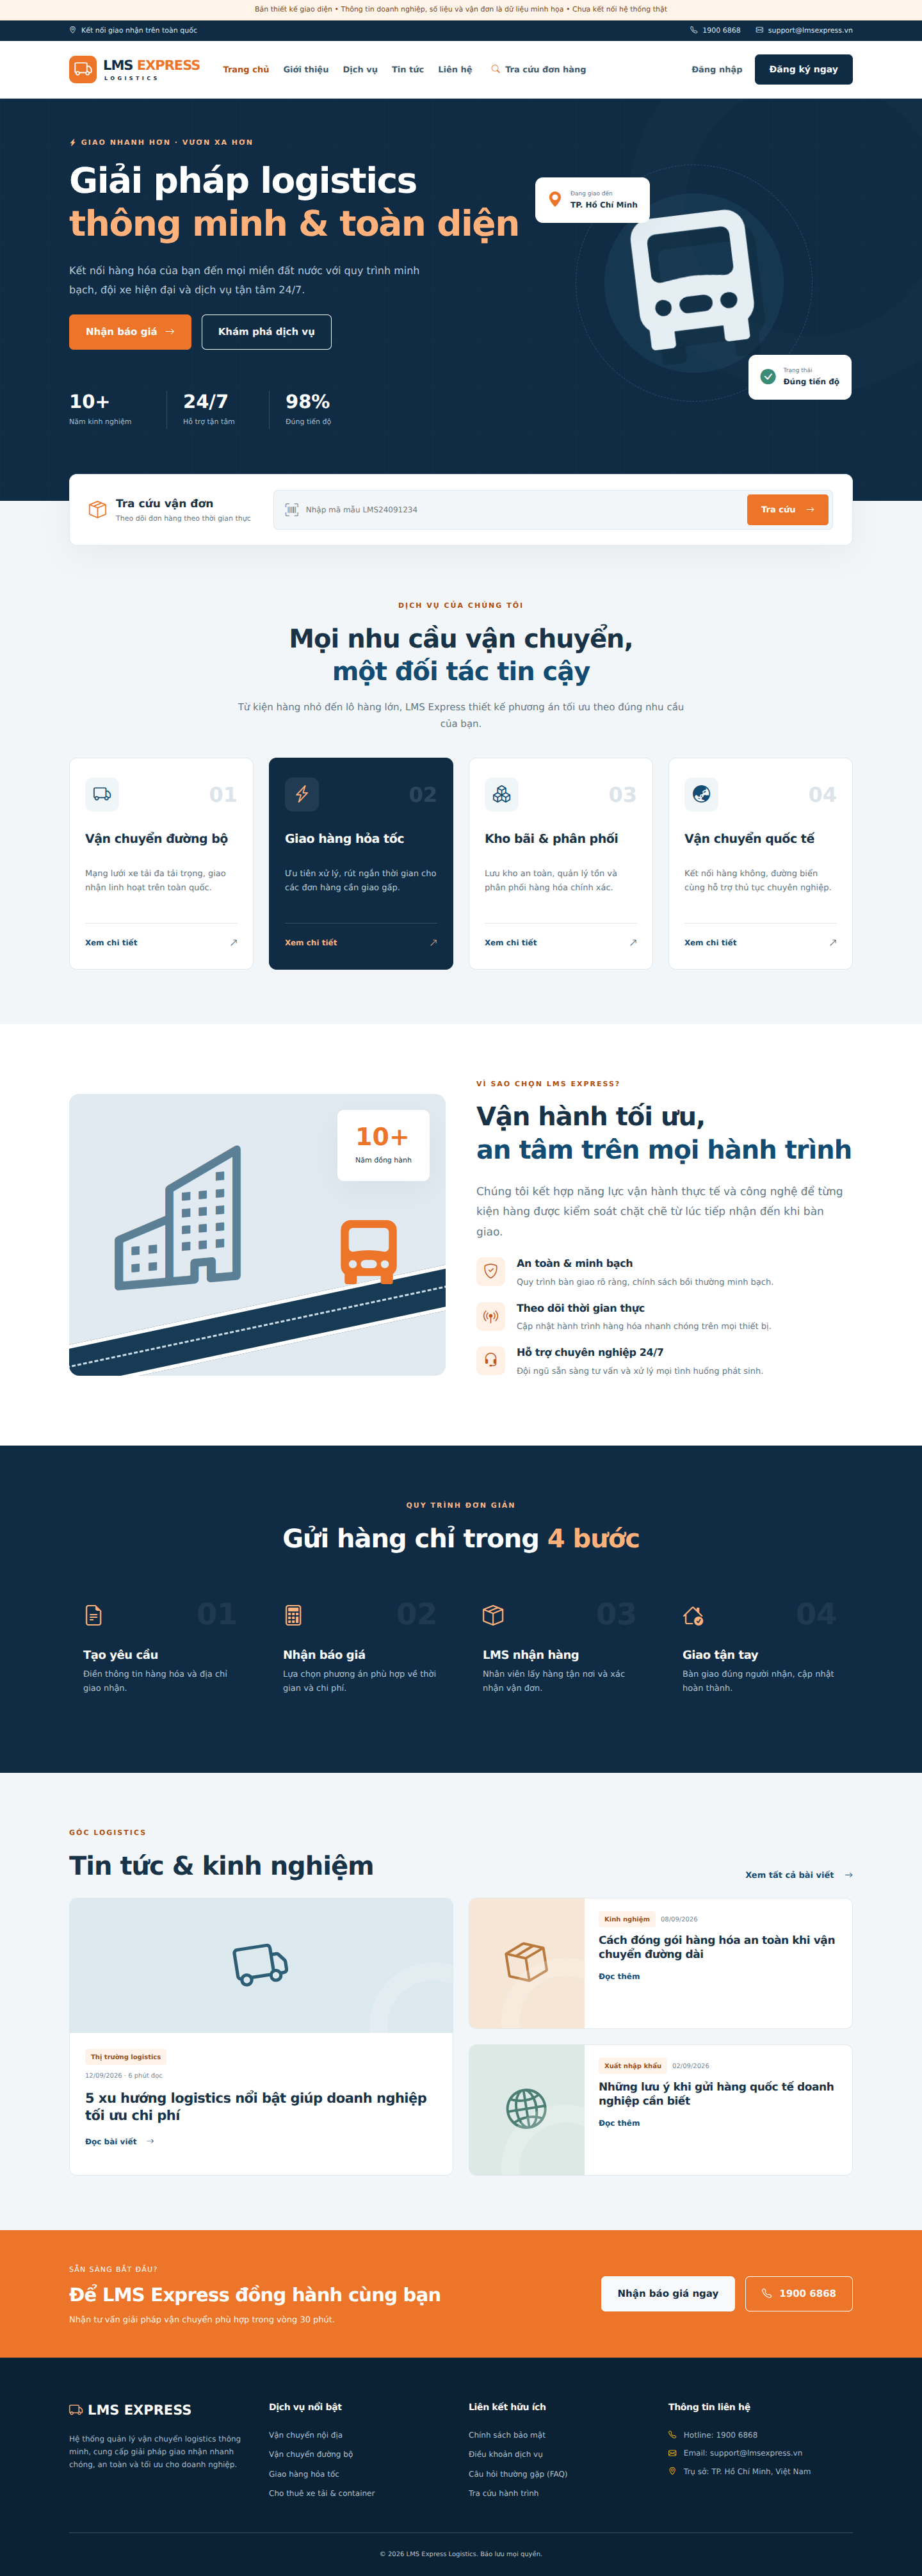 Bản thiết kế giao diện • Thông tin doanh nghiệp, số liệu và vận đơn là dữ liệu minh họa • Chưa kết nối hệ thống thật
Kết nối giao nhận trên toàn quốc
1900 6868
support@lmsexpress.vn
LMS EXPRESS
LOGISTICS
Trang chủ
Giới thiệu
Dịch vụ
Tin tức
Liên hệ
Tra cứu đơn hàng
Đăng nhập
Đăng ký ngay
GIAO NHANH HƠN · VƯƠN XA HƠN
Giải pháp logistics
thông minh & toàn diện
Kết nối hàng hóa của bạn đến mọi miền đất nước với quy trình minh
bạch, đội xe hiện đại và dịch vụ tận tâm 24/7.
Nhận báo giá
Khám phá dịch vụ
10+
Năm kinh nghiệm
24/7
Hỗ trợ tận tâm
98%
Đúng tiến độ
Đang giao đến
TP. Hồ Chí Minh
Trạng thái
Đúng tiến độ
Tra cứu vận đơn
Theo dõi đơn hàng theo thời gian thực
Nhập mã mẫu LMS24091234
Tra cứu
DỊCH VỤ CỦA CHÚNG TÔI
Mọi nhu cầu vận chuyển,
một đối tác tin cậy
Từ kiện hàng nhỏ đến lô hàng lớn, LMS Express thiết kế phương án tối ưu theo đúng nhu cầu
của bạn.
01
Vận chuyển đường bộ
Mạng lưới xe tải đa tải trọng, giao
nhận linh hoạt trên toàn quốc.
Xem chi tiết
02
Giao hàng hỏa tốc
Ưu tiên xử lý, rút ngắn thời gian cho
các đơn hàng cần giao gấp.
Xem chi tiết
03
Kho bãi & phân phối
Lưu kho an toàn, quản lý tồn và
phân phối hàng hóa chính xác.
Xem chi tiết
04
Vận chuyển quốc tế
Kết nối hàng không, đường biển
cùng hỗ trợ thủ tục chuyên nghiệp.
Xem chi tiết
10+
Năm đồng hành
VÌ SAO CHỌN LMS EXPRESS?
Vận hành tối ưu,
an tâm trên mọi hành trình
Chúng tôi kết hợp năng lực vận hành thực tế và công nghệ để từng
kiện hàng được kiểm soát chặt chẽ từ lúc tiếp nhận đến khi bàn
giao.
An toàn & minh bạch
Quy trình bàn giao rõ ràng, chính sách bồi thường minh bạch.
Theo dõi thời gian thực
Cập nhật hành trình hàng hóa nhanh chóng trên mọi thiết bị.
Hỗ trợ chuyên nghiệp 24/7
Đội ngũ sẵn sàng tư vấn và xử lý mọi tình huống phát sinh.
QUY TRÌNH ĐƠN GIẢN
Gửi hàng chỉ trong 4 bước
01
Tạo yêu cầu
Điền thông tin hàng hóa và địa chỉ
giao nhận.
02
Nhận báo giá
Lựa chọn phương án phù hợp về thời
gian và chi phí.
03
LMS nhận hàng
Nhân viên lấy hàng tận nơi và xác
nhận vận đơn.
04
Giao tận tay
Bàn giao đúng người nhận, cập nhật
hoàn thành.
GÓC LOGISTICS
Tin tức & kinh nghiệm
Xem tất cả bài viết
Thị trường logistics
12/09/2026 · 6 phút đọc
5 xu hướng logistics nổi bật giúp doanh nghiệp
tối ưu chi phí
Đọc bài viết
Kinh nghiệm
08/09/2026
Cách đóng gói hàng hóa an toàn khi vận
chuyển đường dài
Đọc thêm
Xuất nhập khẩu
02/09/2026
Những lưu ý khi gửi hàng quốc tế doanh
nghiệp cần biết
Đọc thêm
SẴN SÀNG BẮT ĐẦU?
Để LMS Express đồng hành cùng bạn
Nhận tư vấn giải pháp vận chuyển phù hợp trong vòng 30 phút.
Nhận báo giá ngay
1900 6868
LMS EXPRESS
Hệ thống quản lý vận chuyển logistics thông
minh, cung cấp giải pháp giao nhận nhanh
chóng, an toàn và tối ưu cho doanh nghiệp.
Dịch vụ nổi bật
Vận chuyển nội địa
Vận chuyển đường bộ
Giao hàng hỏa tốc
Cho thuê xe tải & container
Liên kết hữu ích
Chính sách bảo mật
Điều khoản dịch vụ
Câu hỏi thường gặp (FAQ)
Tra cứu hành trình
Thông tin liên hệ
Hotline: 1900 6868
Email: support@lmsexpress.vn
Trụ sở: TP. Hồ Chí Minh, Việt Nam
© 2026 LMS Express Logistics. Bảo lưu mọi quyền.